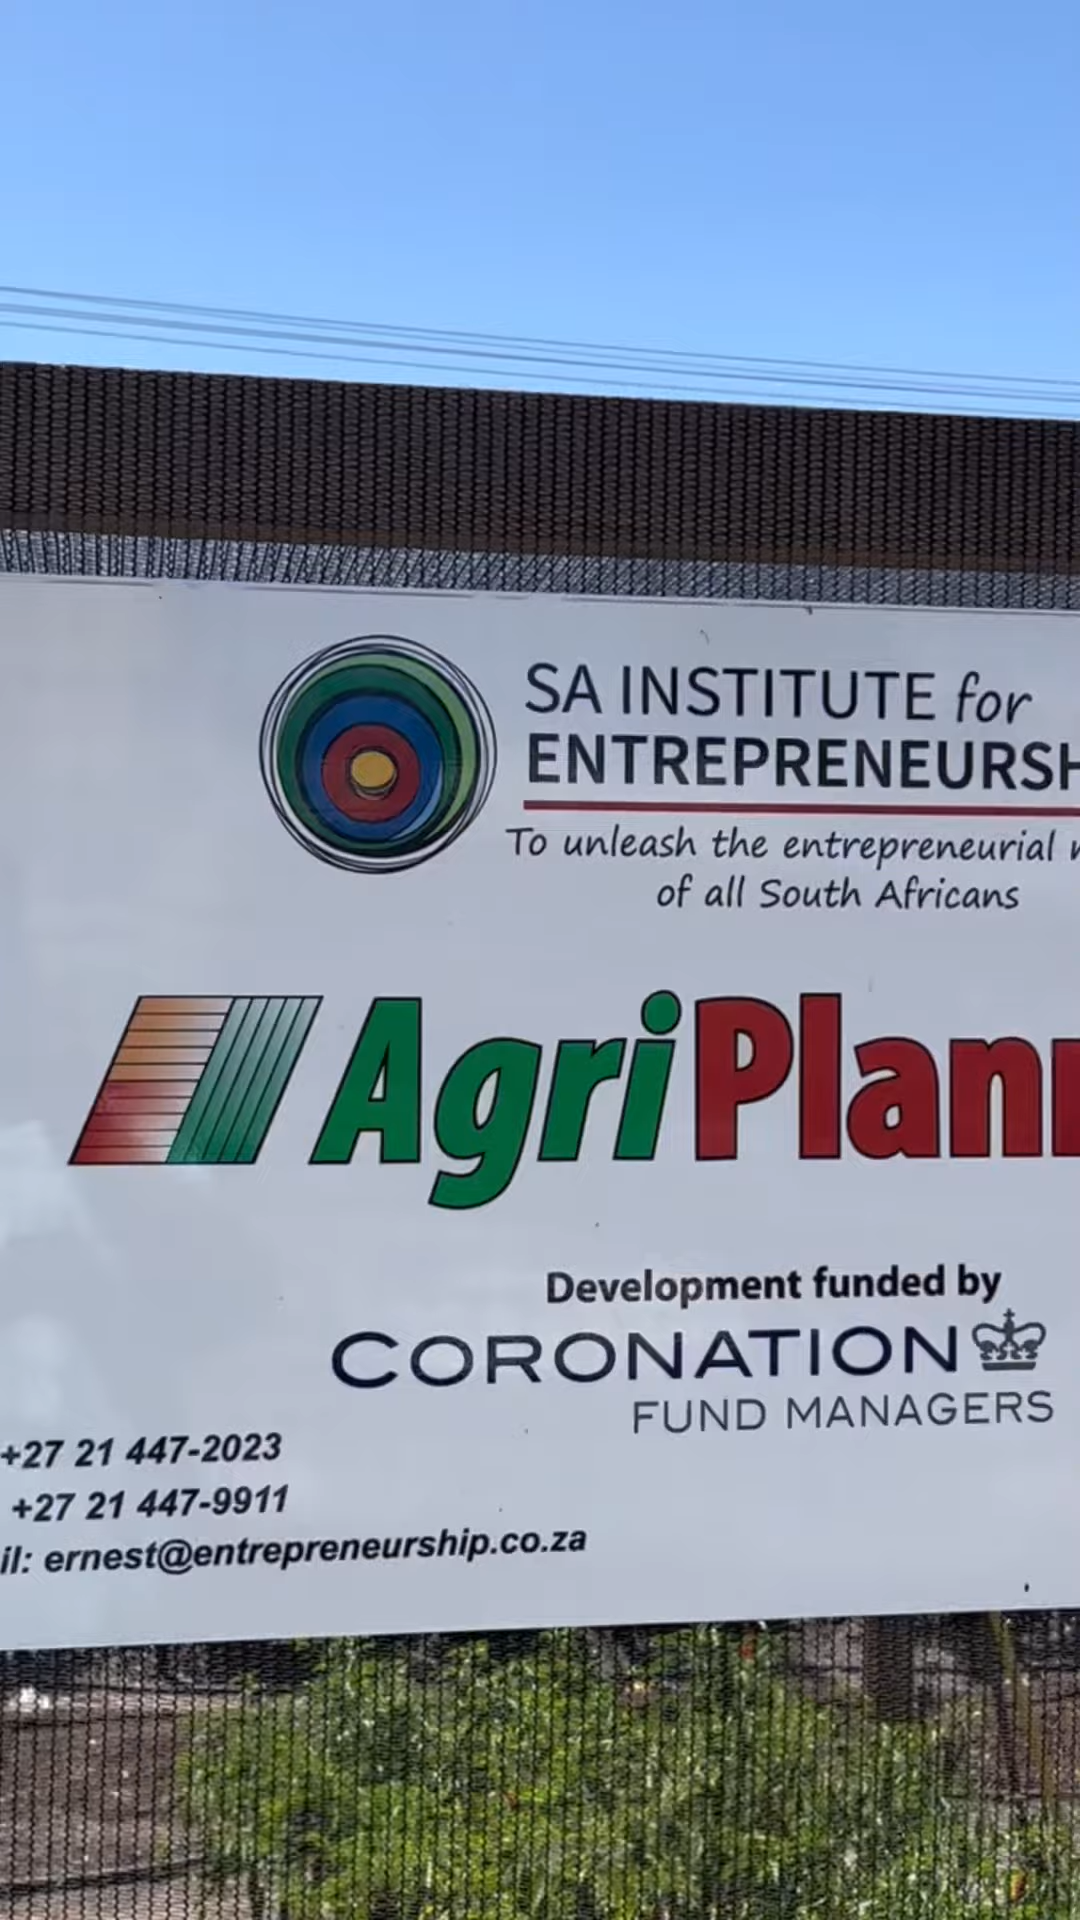 SA INSTITUTE for
ENTREPRENEURSH
To unleash the entrepreneurial
of all South Africans
AgriPlann
Development funded by
CORONATION
FUND MANAGERS
+27 21 447-2023
+27 21 447-9911
il: ernest@entrepreneurship.co.za